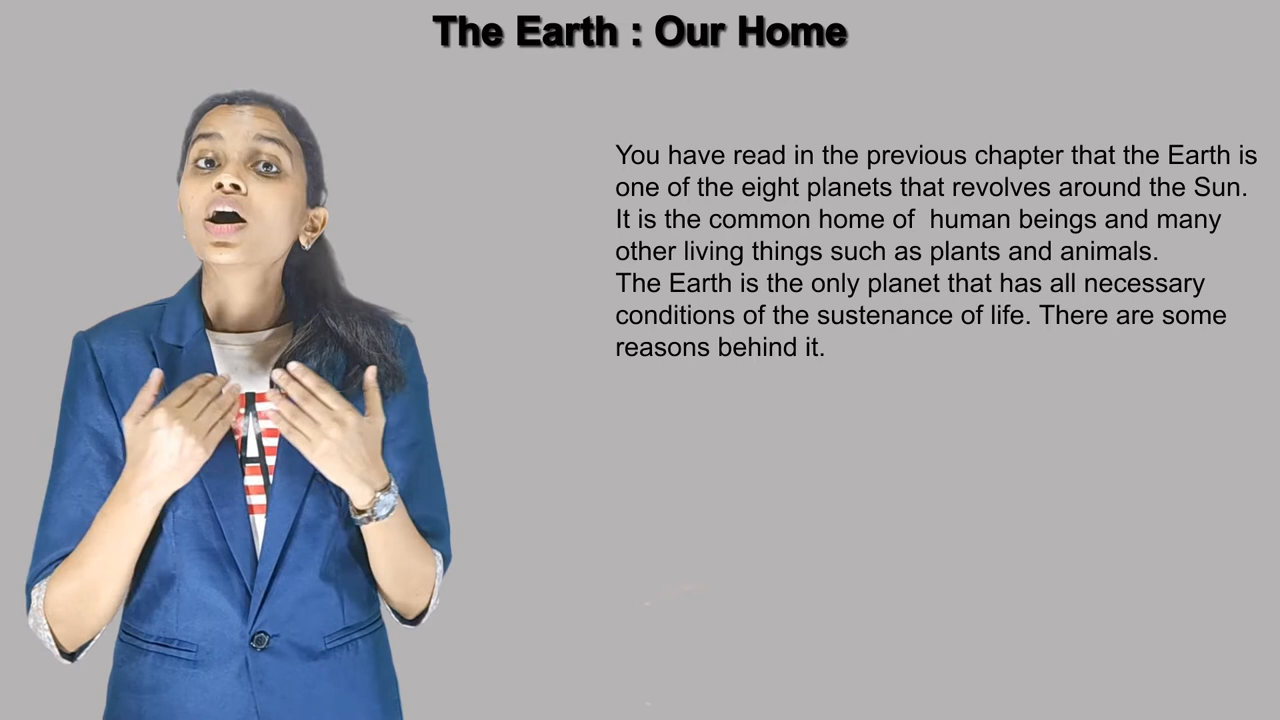 The Earth : Our Home
You have read in the previous chapter that the Earth is
one of the eight planets that revolves around the Sun.
It is the common home of  human beings and many
other living things such as plants and animals.
The Earth is the only planet that has all necessary
conditions of the sustenance of life. There are some
reasons behind it.
A